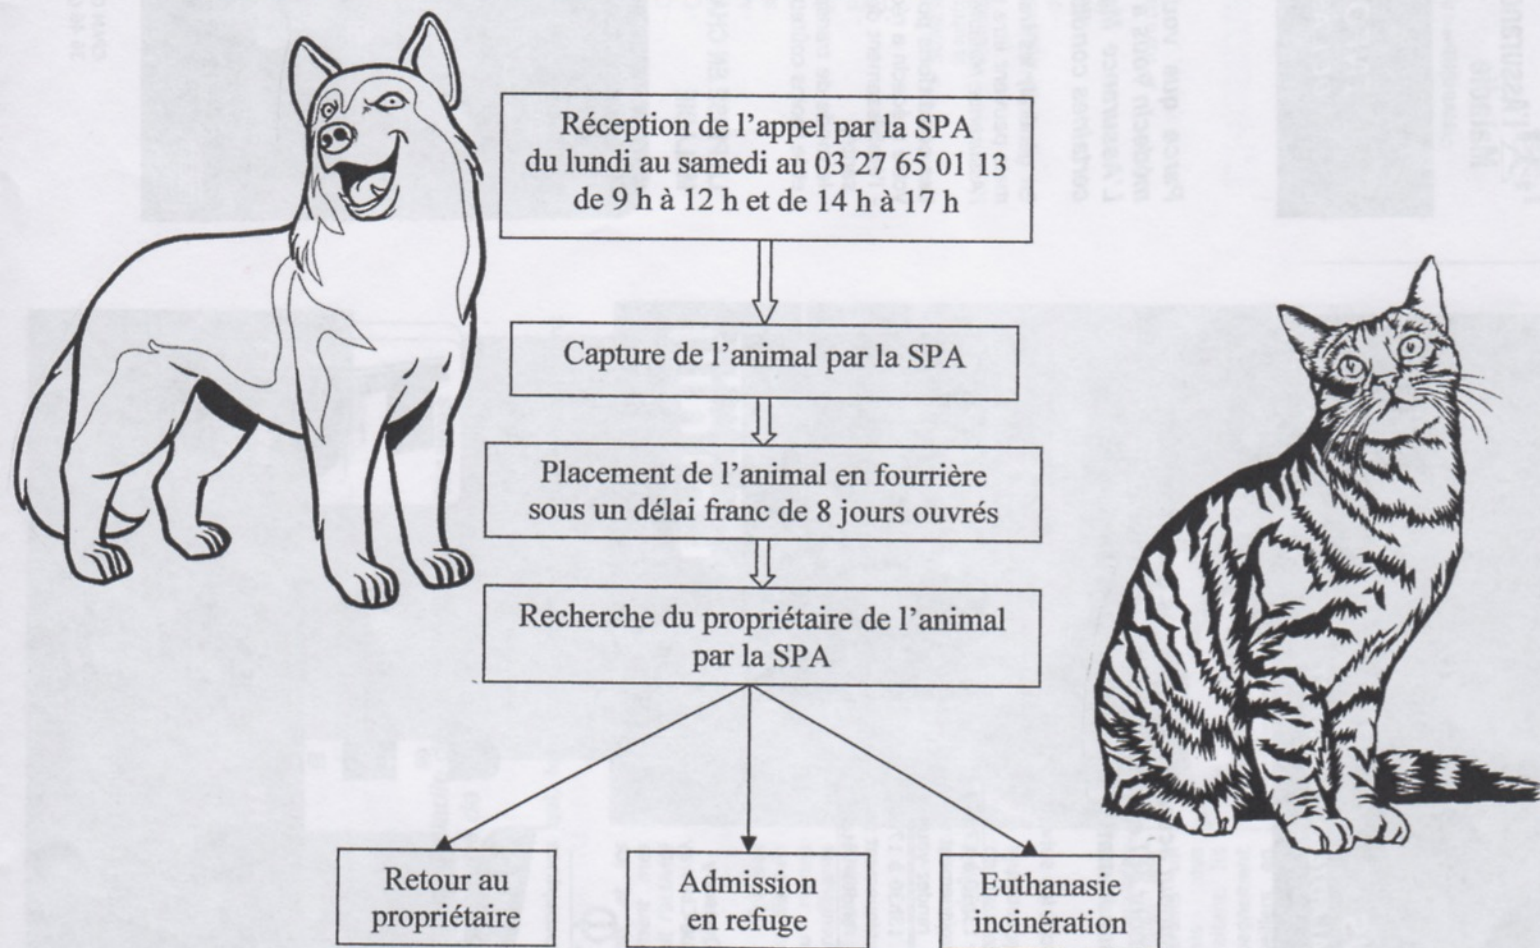 Réception de l’appel par la SPA
du lundi au samedi au 03 27 65 01 13
de 9 h à 12 h et de 14 h à 17 h
Capture de l’animal par la SPA
Placement de l’animal en fourrière
sous un délai franc de 8 jours ouvrés
Recherche du propriétaire de l’animal
par la SPA
Retour au
propriétaire
Admission
en refuge
Euthanasie
incinération